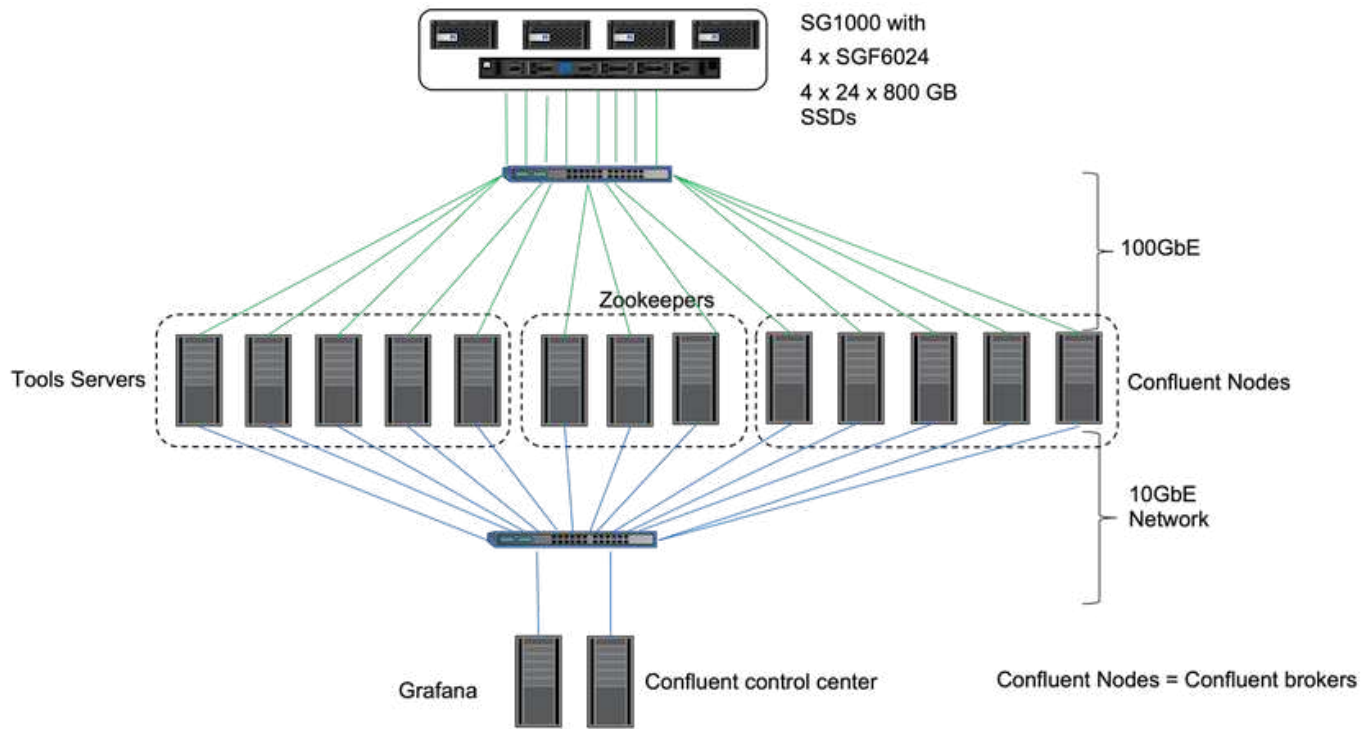 SG1000 with
4 x SGF6024
4 x 24 x 800 GB
SSDs
100GbE
Zookeepers
Tools Servers
Confluent Nodes
10GbE
Network
Grafana
Confluent control center
Confluent Nodes = Confluent brokers